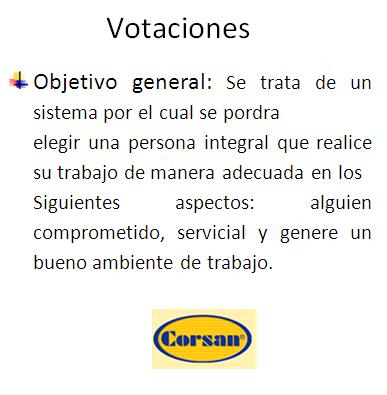 Votaciones
Objetivo general: Se trata de un
sistema por el cual se pordra
elegir una persona integral que realice
su trabajo de manera adecuada en los
Siguientes aspectos: alguien
comprometido, servicial y genere un
bueno ambiente de trabajo.
Corsan®